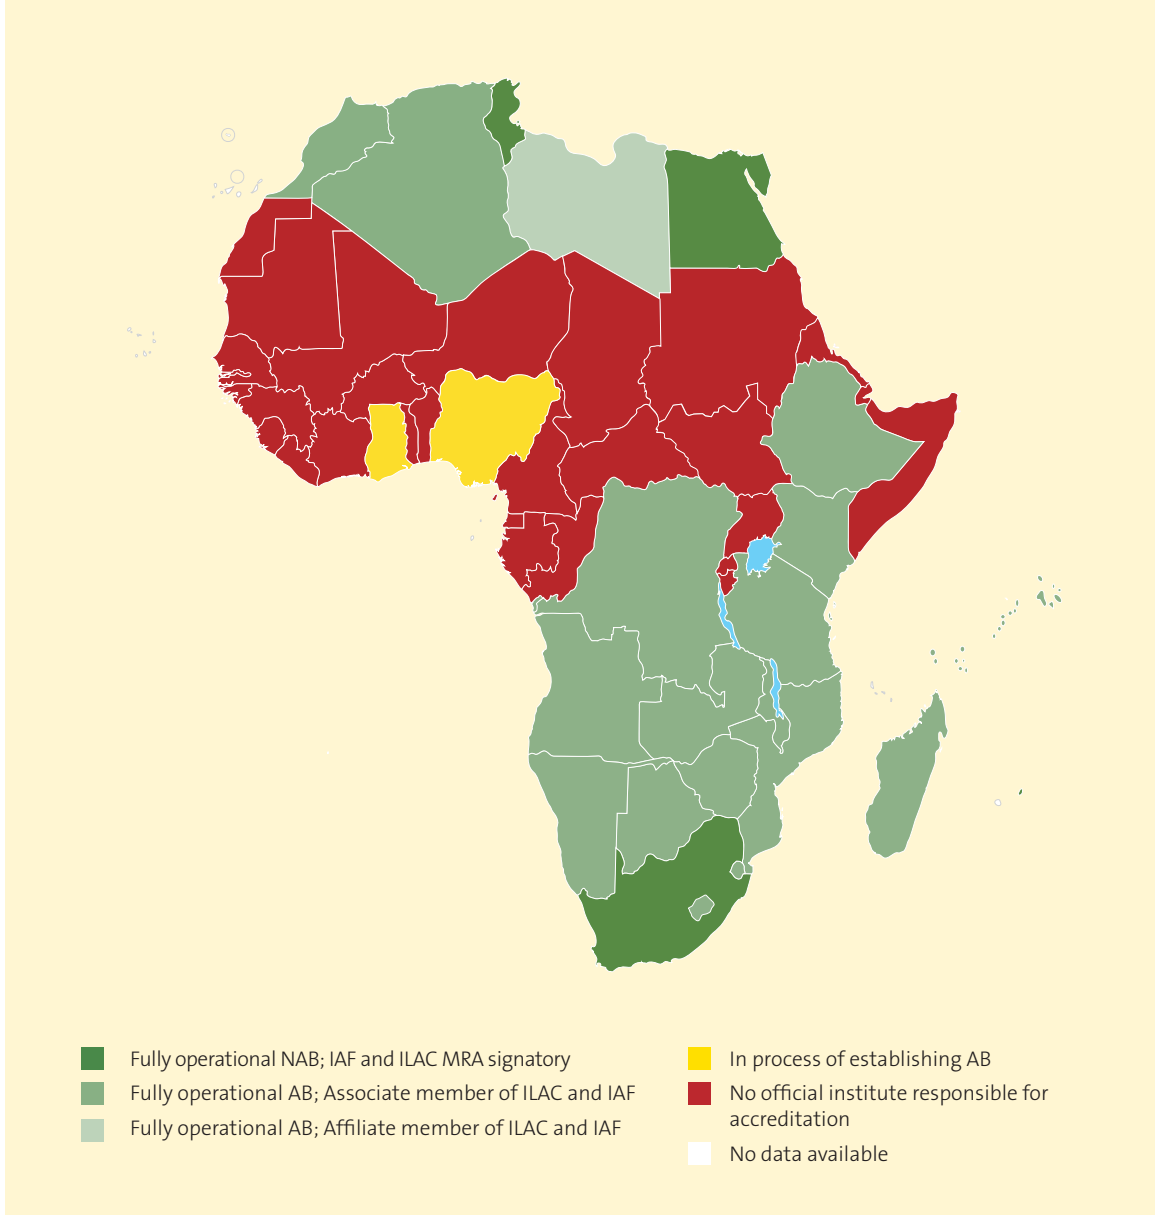 Fully operational NAB; IAF and ILAC MRA signatory
Fully operational AB; Associate member of ILAC and IAF
Fully operational AB; Affiliate member of ILAC and IAF
In process of establishing AB
No official institute responsible for
accreditation
No data available